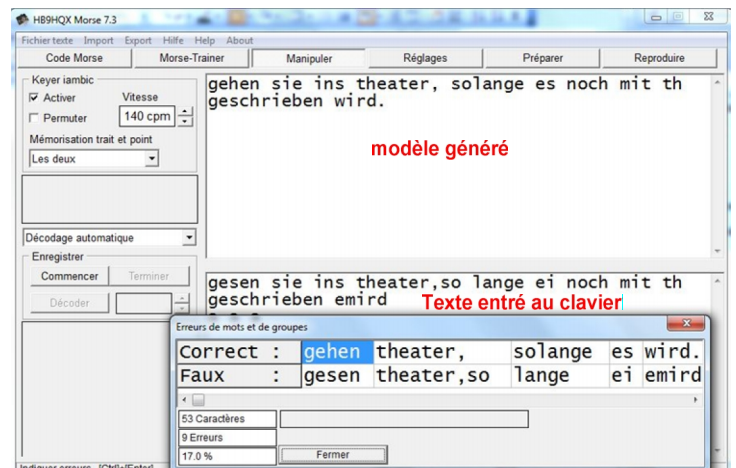 HB9HQX Morse 7.3
Fichier texte Import Export Hilfe Help About
Code Morse Morse-Trainer Manipuler Réglages Préparer Reproduire
Keyer iambic
Activer Vitesse
Permuter 140 cpm
Mémorisation trait et point
Les deux
gehen sie ins theater, solange es noch mit th
geschrieben wird.
modèle généré
Décodage automatique
Enregistrer
Commencer Terminer
Décoder
gesen sie ins theater,so lange ei noch mit th
geschrieben emird
Texte entré au clavier
Erreurs de mots et de groupes
Correct : gehen theater, solange es wird.
Faux : gesen theater,so lange ei emird
53 Caractères
9 Erreurs
17.0 %
Fermer